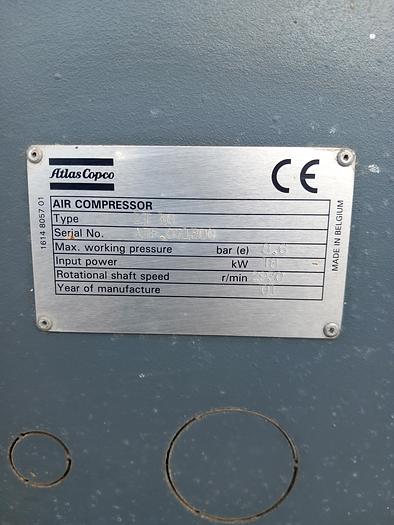 Atlas Copco
CE
AIR COMPRESSOR
Type
Serial No.
Max. working pressure bar (e)
Input power kW
Rotational shaft speed r/min
Year of manufacture 01
1614 8057 01
MADE IN BELGIUM